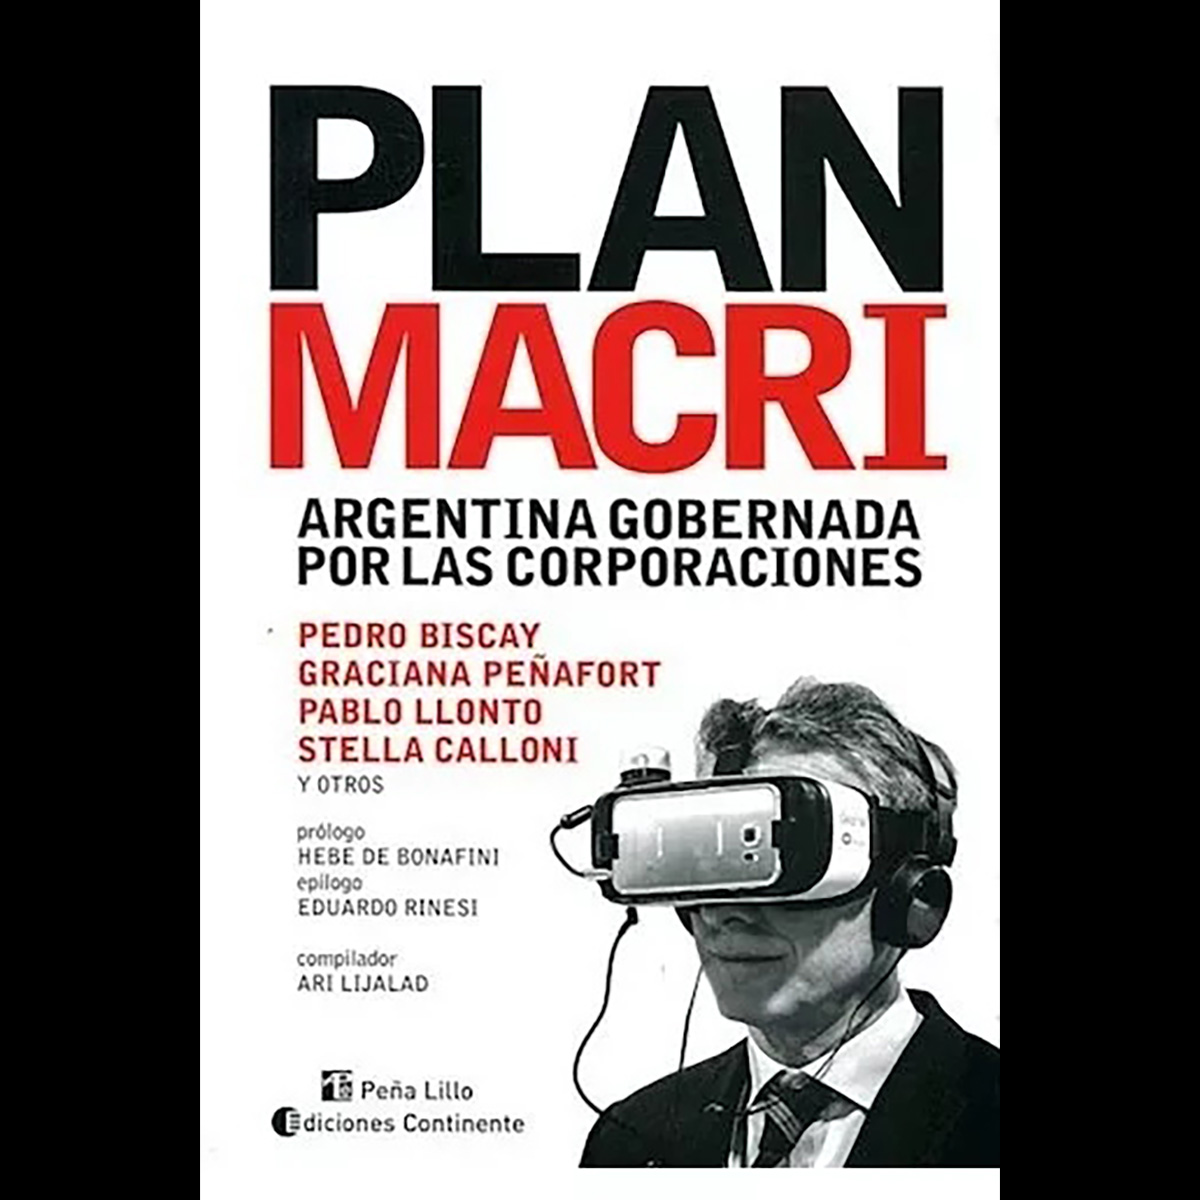 PLAN
MACRI
ARGENTINA GOBERNADA
POR LAS CORPORACIONES
PEDRO BISCAY
GRACIANA PEÑAFORT
PABLO LLONTO
STELLA CALLONI
Y OTROS
prólogo
HEBE DE BONAFINI
epílogo
EDUARDO RINESI
compilador
ARI LIJALAD
Peña Lillo
Ediciones Continente